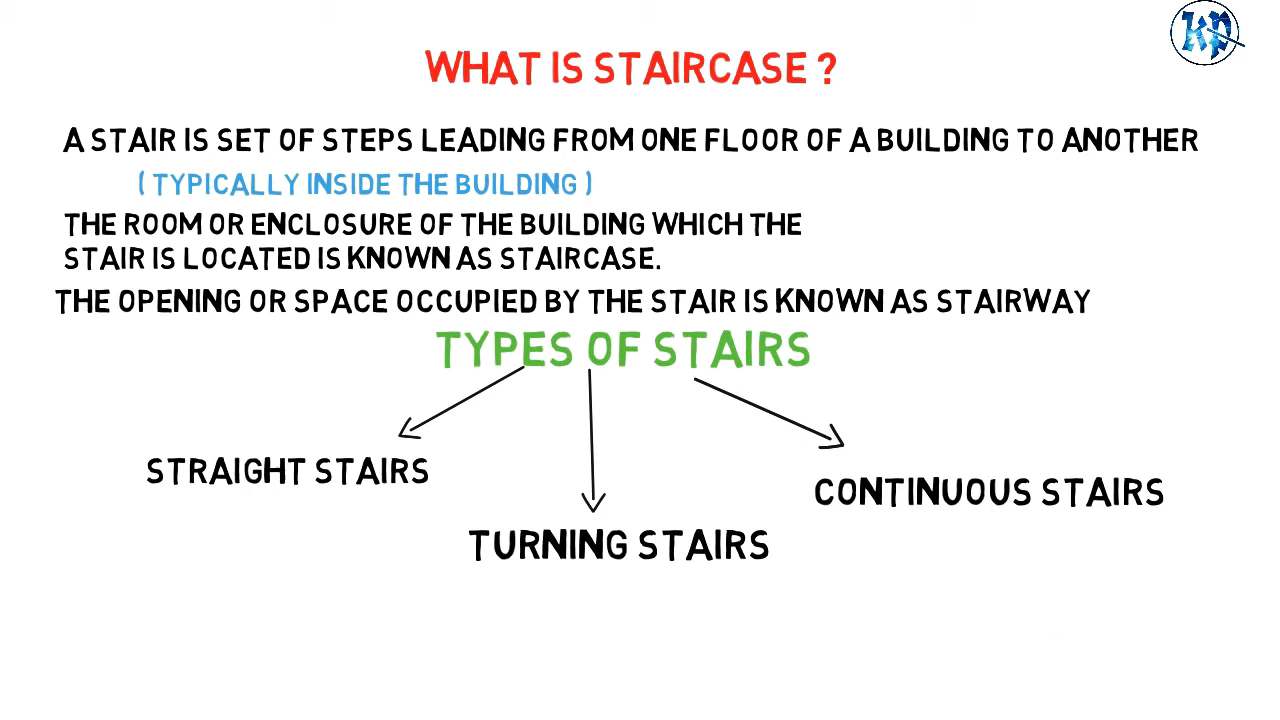 KP
WHAT IS STAIRCASE ?
A STAIR IS SET OF STEPS LEADING FROM ONE FLOOR OF A BUILDING TO ANOTHER
( TYPICALLY INSIDE THE BUILDING )
THE ROOM OR ENCLOSURE OF THE BUILDING WHICH THE
STAIR IS LOCATED IS KNOWN AS STAIRCASE.
THE OPENING OR SPACE OCCUPIED BY THE STAIR IS KNOWN AS STAIRWAY
TYPES OF STAIRS
STRAIGHT STAIRS
CONTINUOUS STAIRS
TURNING STAIRS